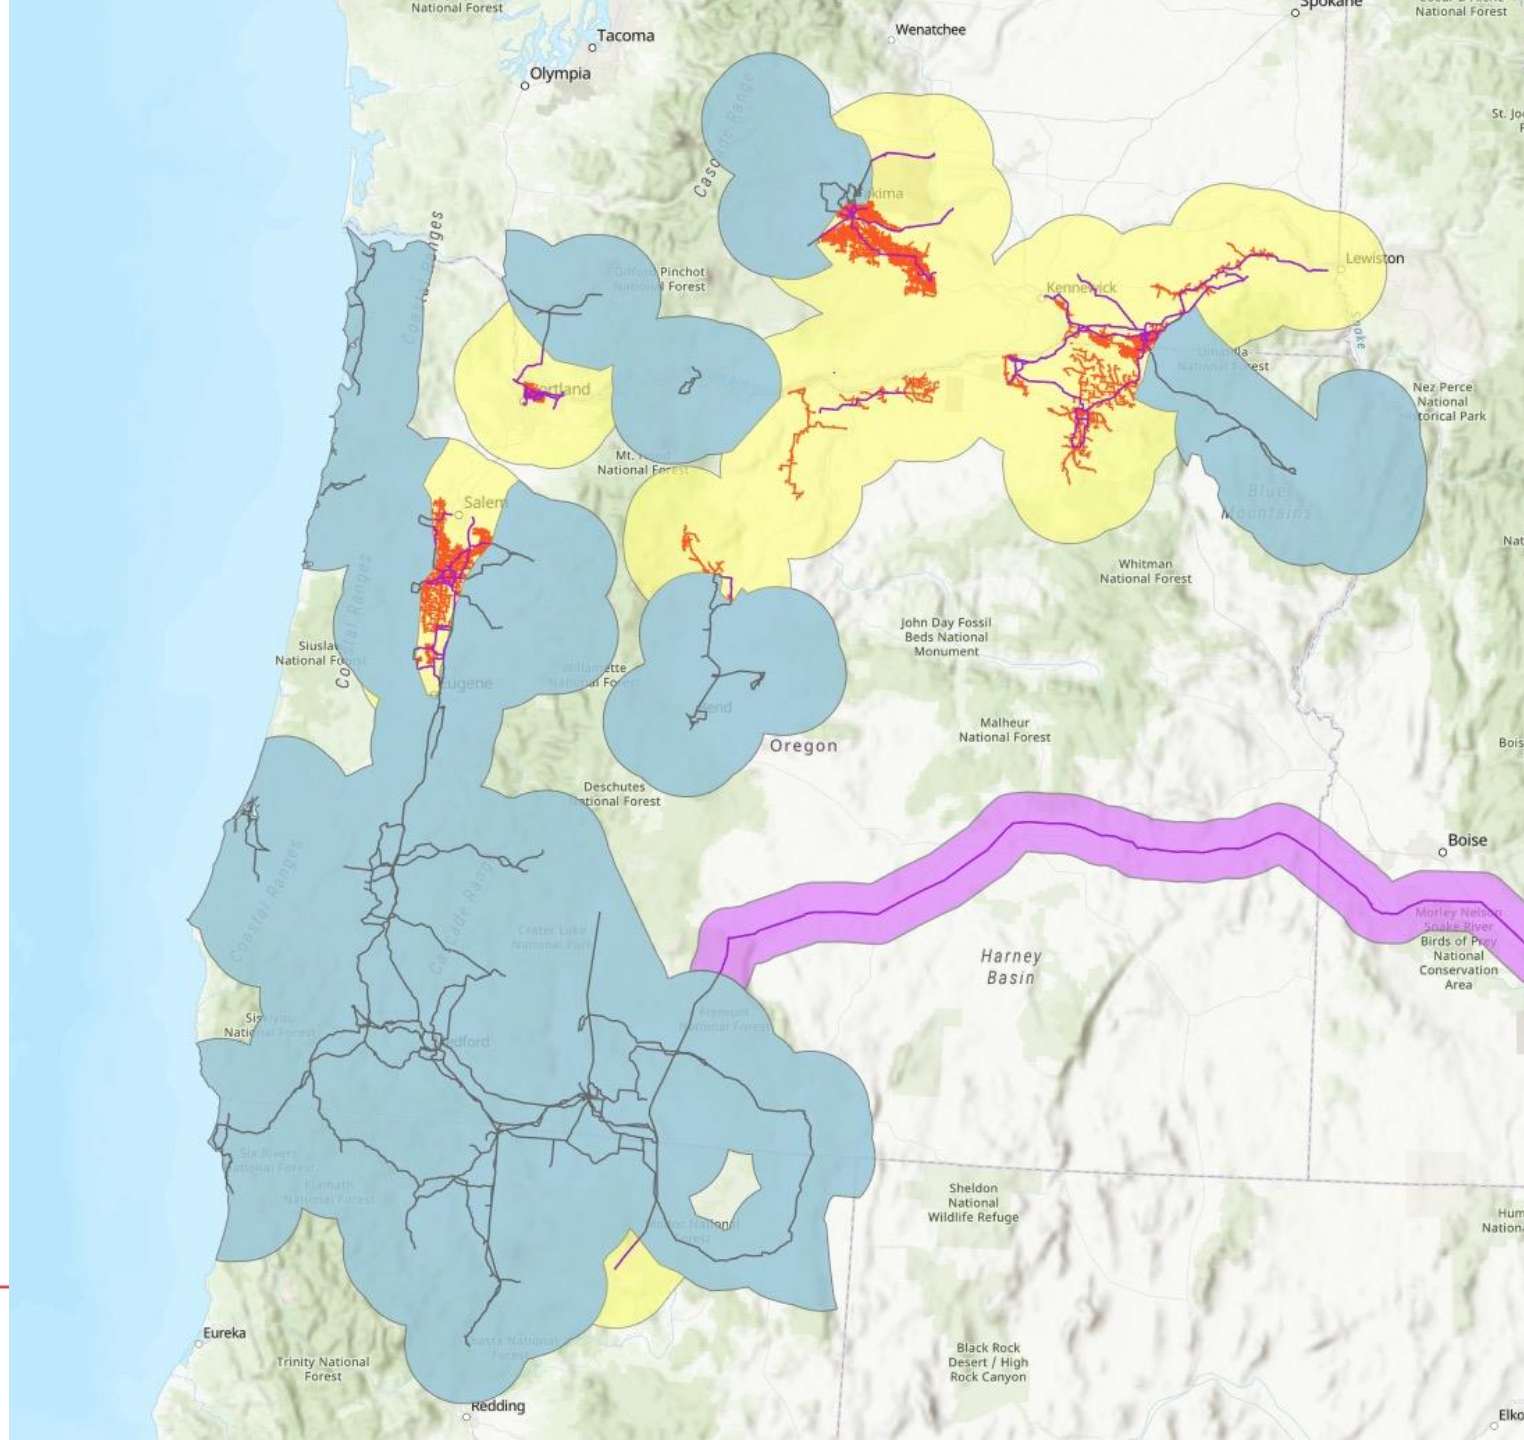 National Forest
Tacoma
Olympia
Wenatchee
Spokane
National Forest
St. Jo
Cascade Range
kima
Coastal Ranges
Gifford Pinchot
National Forest
Lewiston
Kennewick
Snake
Umatilla
National Forest
Nez Perce
National
Historical Park
Portland
Mt. Hood
National Forest
Salem
Blue
Mountains
Nat
Whitman
National Forest
Coastal Ranges
John Day Fossil
Beds National
Monument
Siuslaw
National Forest
Willamette
National Forest
Eugene
Bend
Oregon
Malheur
National Forest
Bois
Deschutes
National Forest
Boise
Coastal Ranges
Cascade Range
Crater Lake
National Park
Morley Nelson
Snake River
Birds of Prey
National
Conservation
Area
Harney
Basin
Fremont
National Forest
Siskiyou
National Forest
edford
Six Rivers
National Forest
Klamath
National Forest
Sheldon
National
Wildlife Refuge
Modoc National
Forest
Hum
Nationa
Eureka
Shasta National
Forest
Trinity National
Forest
Black Rock
Desert / High
Rock Canyon
Redding
Elko